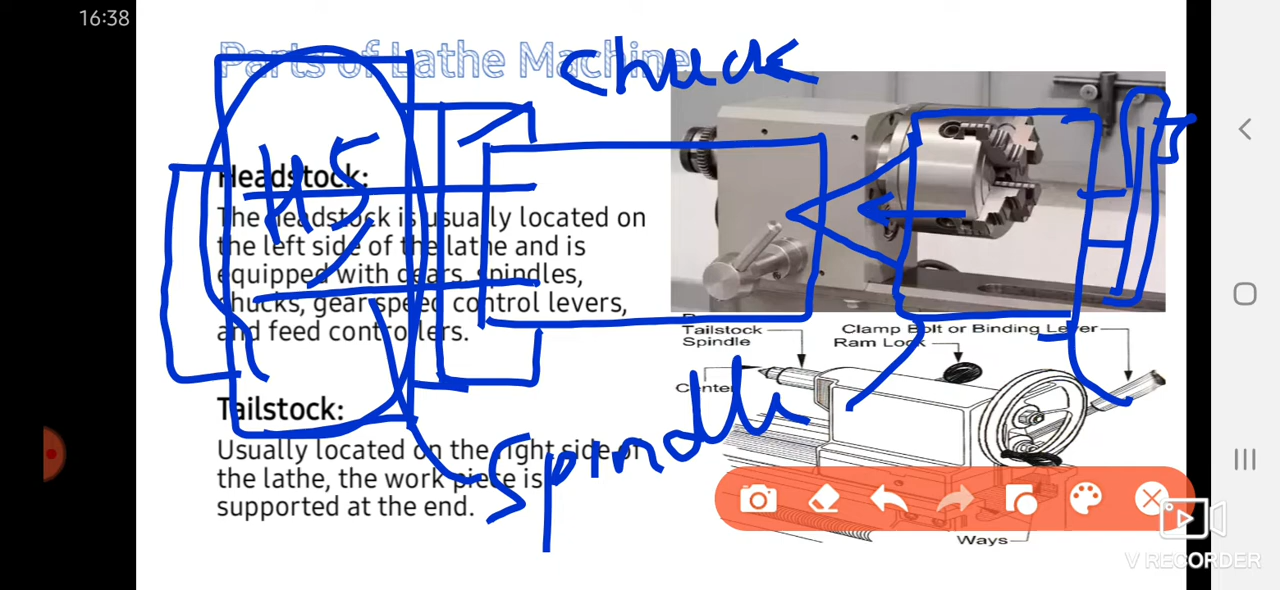 16:38
Parts of Lathe Machine
chuck
HS
Headstock:
The headstock is usually located on
the left side of the lathe and is
equipped with gears, spindles,
chucks, gear speed control levers,
and feed controllers.
Tailstock
Spindle
Clamp Bolt or Binding Lever
Ram Lock
Center
Spindle
Tailstock:
Usually located on the right side of
the lathe, the work piece is
supported at the end.
Ways
V RECORDER